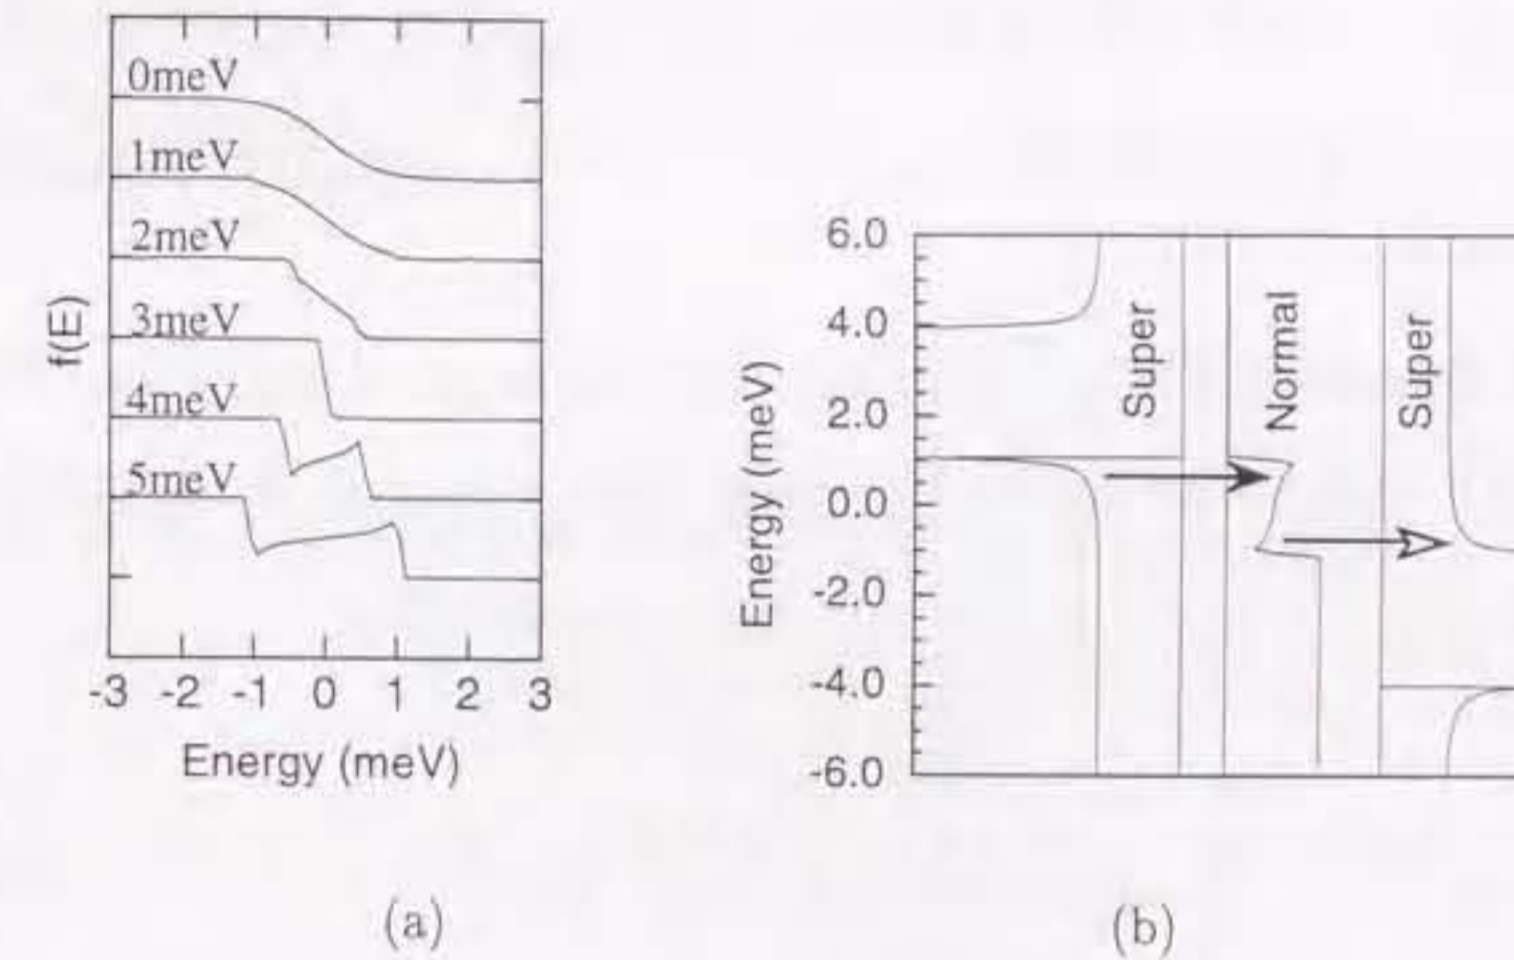 0meV
1meV
2meV
3meV
4meV
5meV
f(E)
-3 -2 -1 0 1 2 3
Energy (meV)
(a)
6.0
4.0
2.0
0.0
-2.0
-4.0
-6.0
Energy (meV)
Super
Normal
Super
(b)